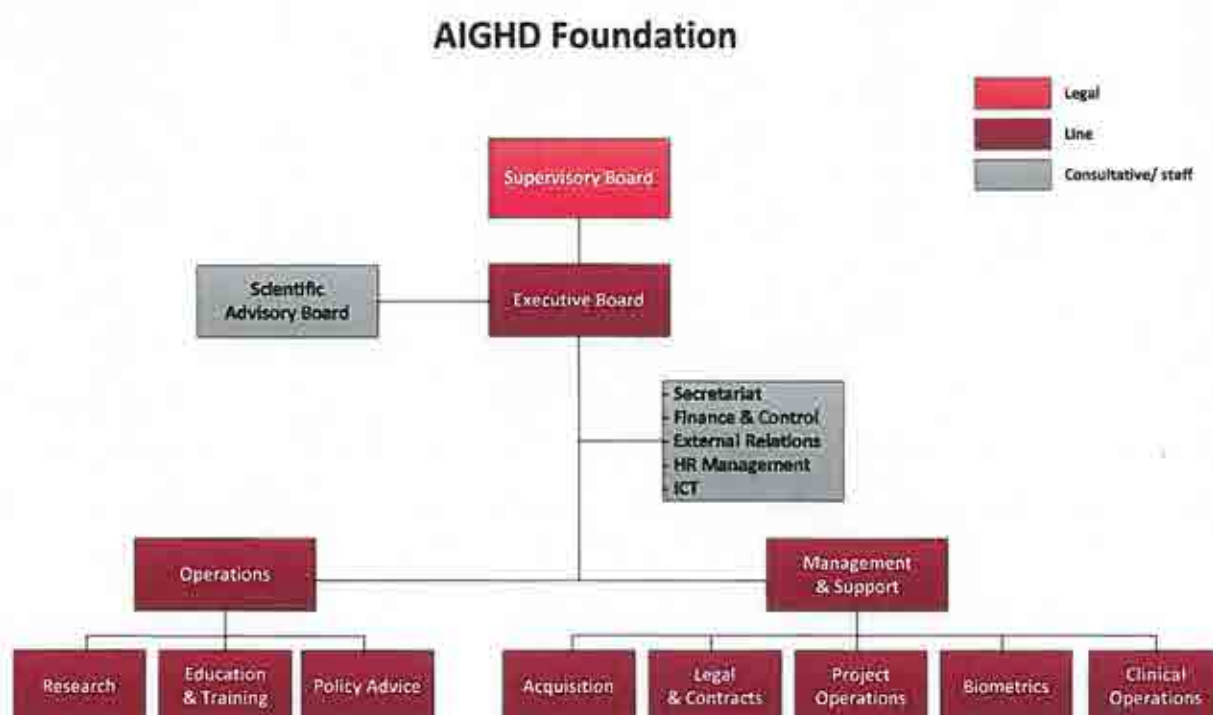 AIGHD Foundation
Legal
Line
Consultative/ staff
Supervisory Board
Scientific
Advisory Board
Executive Board
- Secretariat
- Finance & Control
- External Relations
- HR Management
- ICT
Operations
Management
& Support
Research
Education
& Training
Policy Advice
Acquisition
Legal
& Contracts
Project
Operations
Biometrics
Clinical
Operations